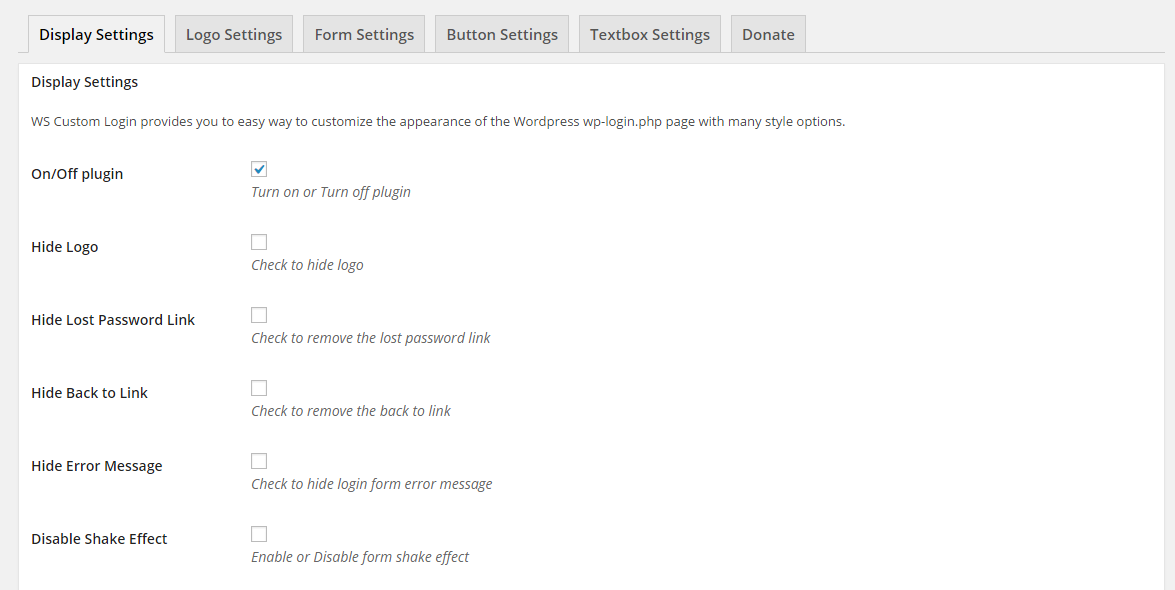 Display Settings
Logo Settings
Form Settings
Button Settings
Textbox Settings
Donate
Display Settings
WS Custom Login provides you to easy way to customize the appearance of the Wordpress wp-login.php page with many style options.
On/Off plugin
Turn on or Turn off plugin
Hide Logo
Check to hide logo
Hide Lost Password Link
Check to remove the lost password link
Hide Back to Link
Check to remove the back to link
Hide Error Message
Check to hide login form error message
Disable Shake Effect
Enable or Disable form shake effect